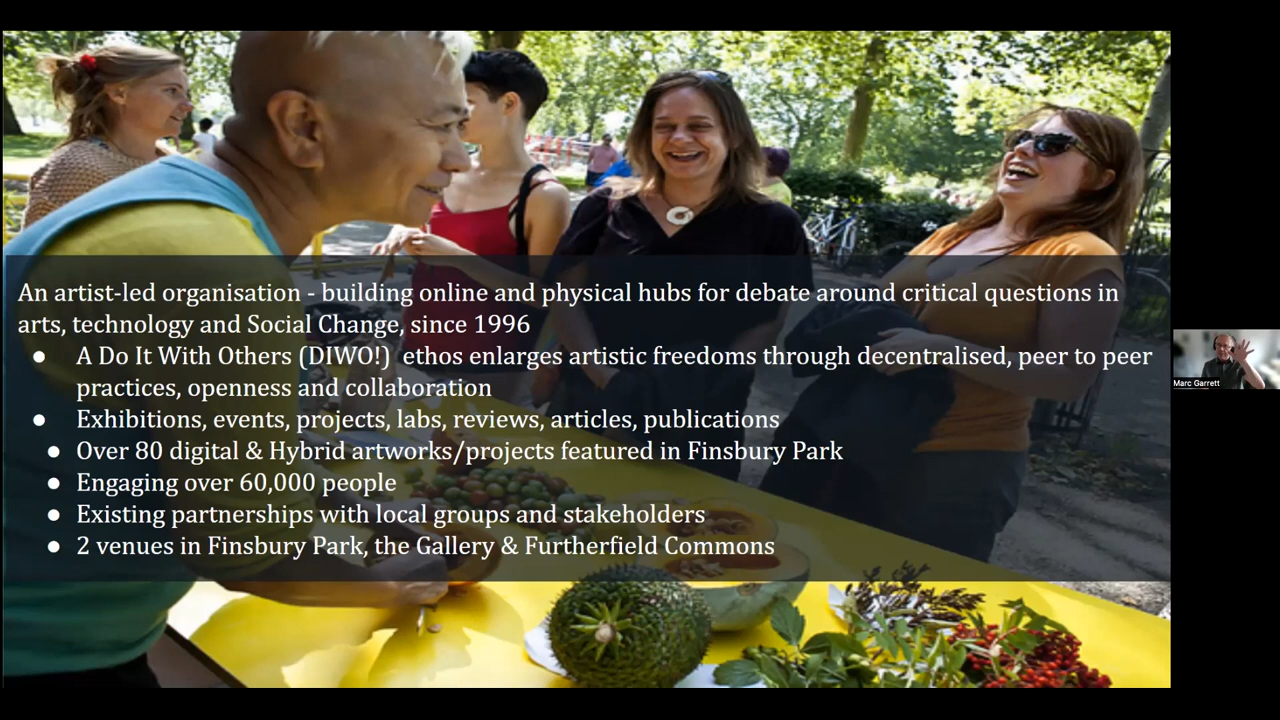 An artist-led organisation - building online and physical hubs for debate around critical questions in
arts, technology and Social Change, since 1996
● A Do It With Others (DIWO!) ethos enlarges artistic freedoms through decentralised, peer to peer
practices, openness and collaboration
● Exhibitions, events, projects, labs, reviews, articles, publications
● Over 80 digital & Hybrid artworks/projects featured in Finsbury Park
● Engaging over 60,000 people
● Existing partnerships with local groups and stakeholders
● 2 venues in Finsbury Park, the Gallery & Furtherfield Commons
Marc Garrett